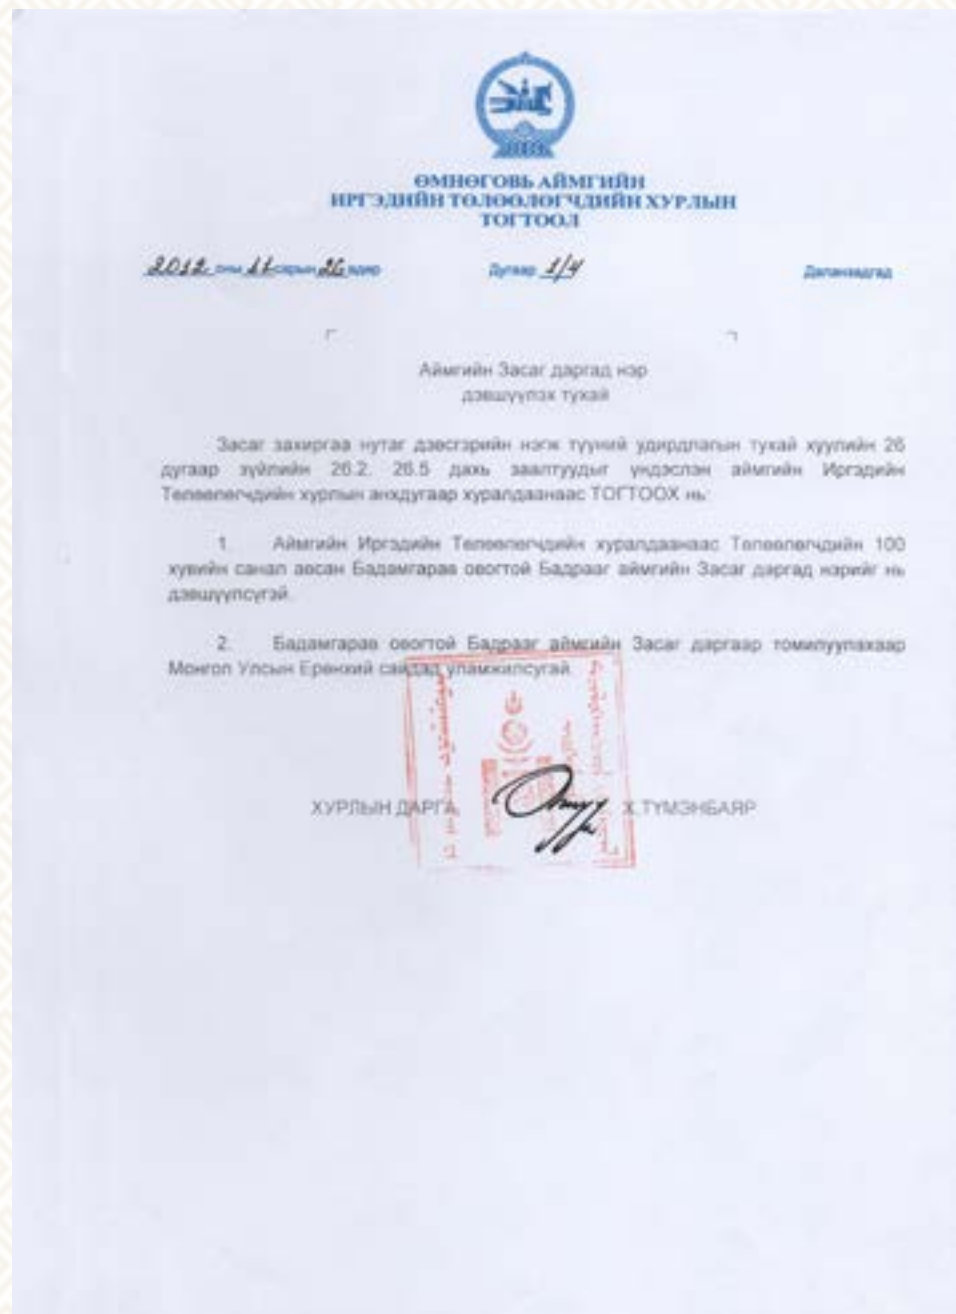 ӨМНӨГОВЬ АЙМГИЙН
ИРГЭДИЙН ТӨЛӨӨЛӨГЧДИЙН ХУРЛЫН
ТОГТООЛ
2012 оны 11 сарын 26 өдөр Дугаар 1/4 Даланзадгад
Аймгийн Засаг даргад нэр
дэвшүүлэх тухай
Засаг захиргаа нутаг дэвсгэрийн нэгж түүний удирдлагын тухай хуулийн 26
дугаар зүйлийн 26.2. 26.5 дахь заалтуудыг үндэслэн аймгийн Иргэдийн
Төлөөлөгчдийн хурлын анхдугаар хуралдаанаас ТОГТООХ нь:
1. Аймгийн Иргэдийн Төлөөлөгчдийн хуралдаанаас Төлөөлөгчдийн 100
хувийн санал авсан Бадамгарав овогтой Бадрааг аймгийн Засаг даргад нэрийг нь
дэвшүүлсүгэй.
2. Бадамгарав овогтой Бадрааг аймгийн Засаг даргаар томилуулахаар
Монгол Улсын Ерөнхий сайдад уламжилсугай.
ХУРЛЫН ДАРГА Х.ТҮМЭНБАЯР